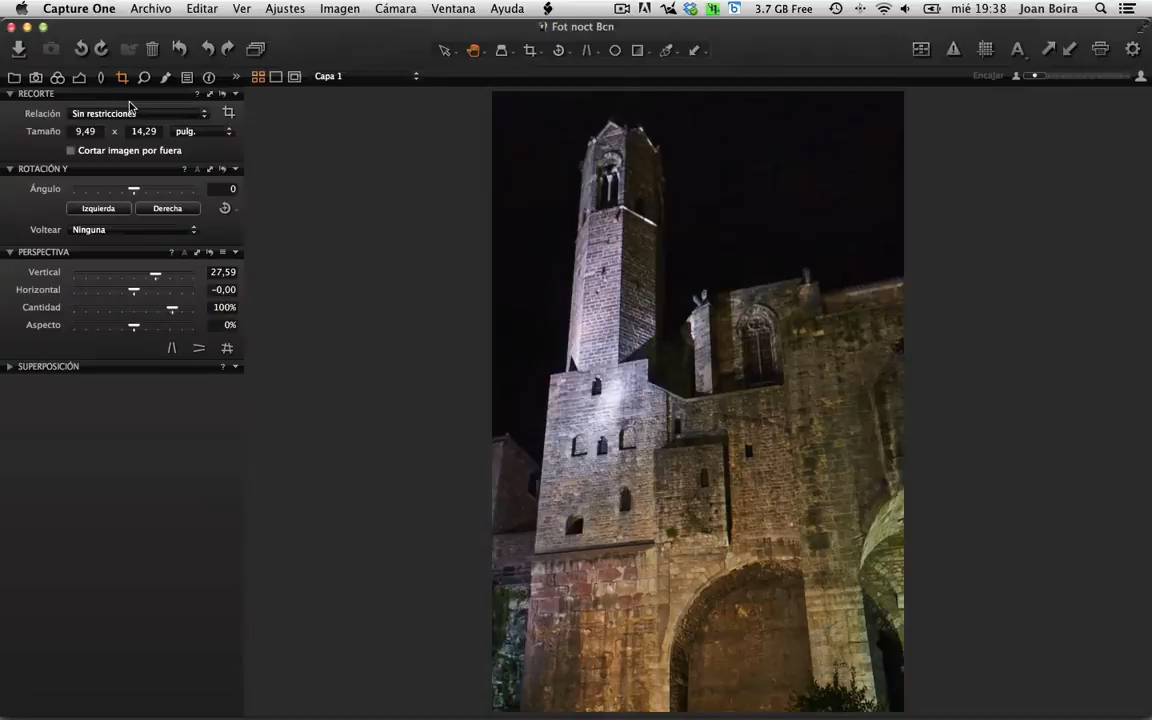 Capture One Archivo Editar Ver Ajustes Imagen Cámara Ventana Ayuda 3.7 GB Free mié 19:38 Joan Boira
Fot noct Bcn
Capa 1
Encajar
RECORTE
Relación Sin restricciones
Tamaño 9,49 x 14,29 pulg.
Cortar imagen por fuera
ROTACIÓN Y
Ángulo 0
Izquierda Derecha
Voltear Ninguna
PERSPECTIVA
Vertical 27,59
Horizontal -0,00
Cantidad 100%
Aspecto 0%
SUPERPOSICIÓN